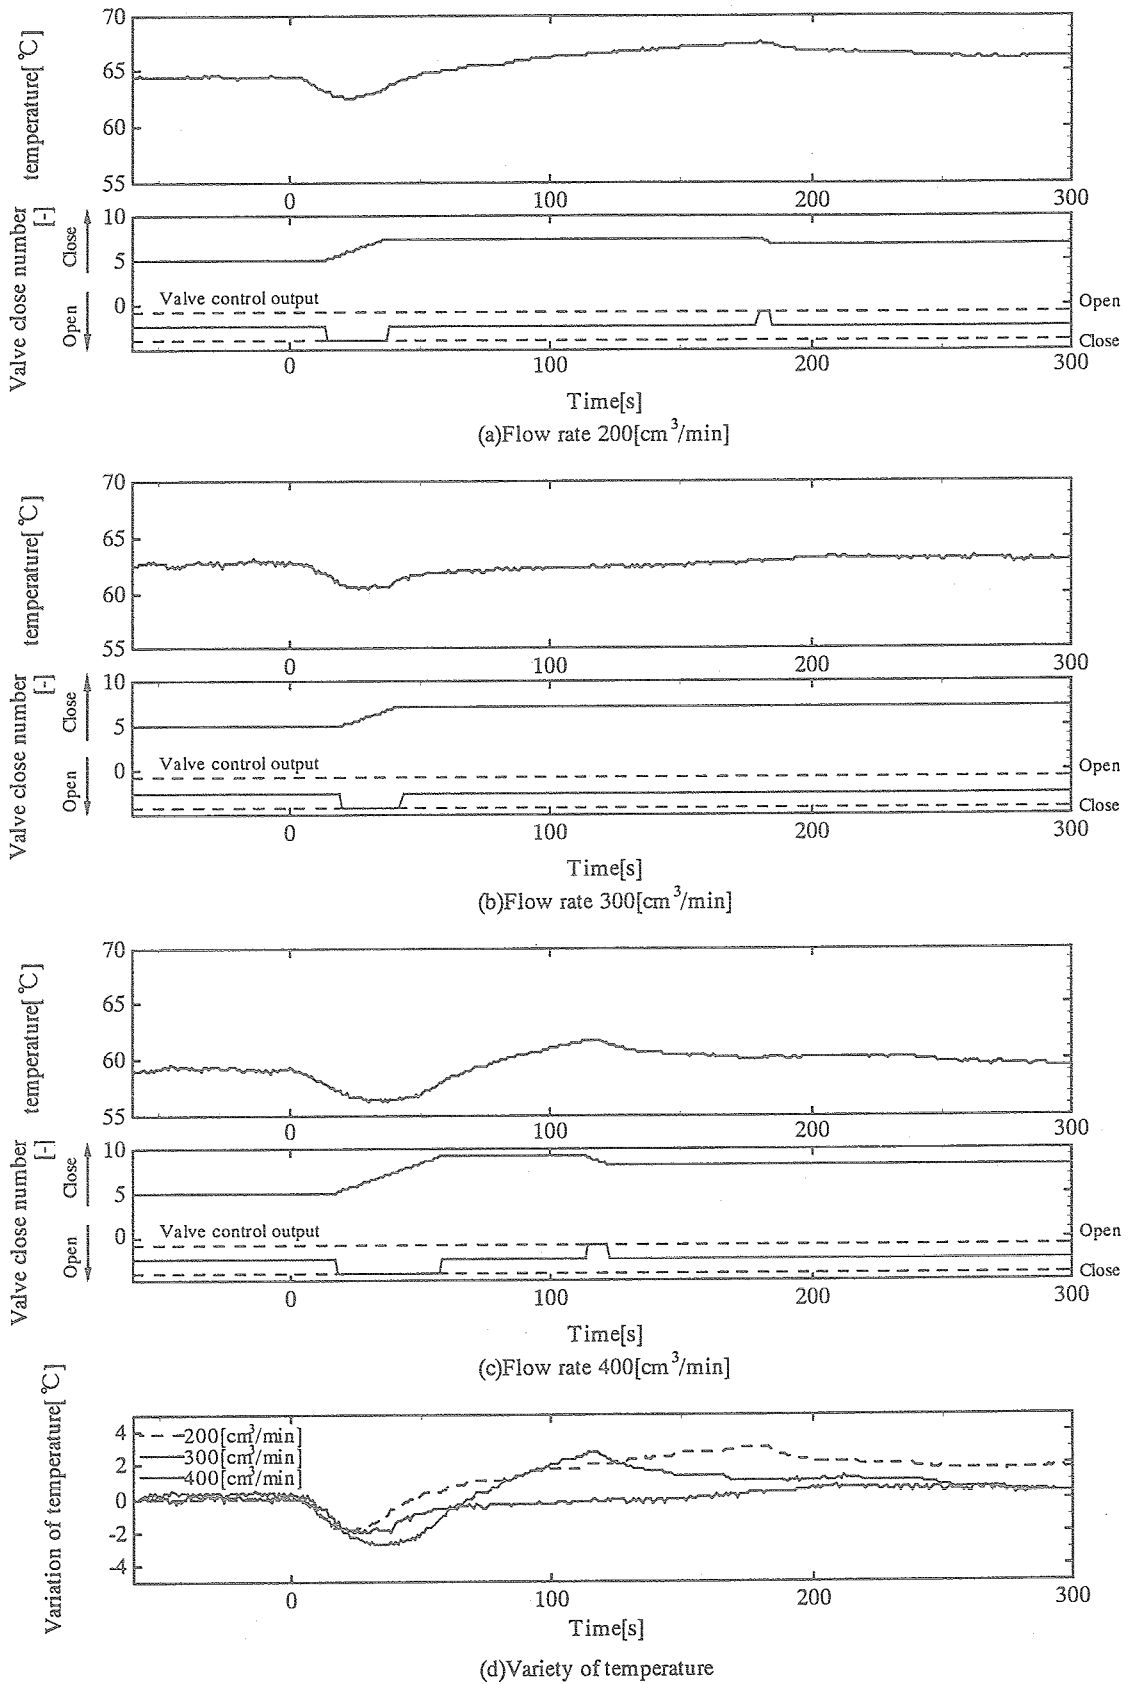 temperature[℃]
70
65
60
55
0
100
200
300
Valve close number
[-]
Close
Open
10
5
0
Valve control output
Open
Close
0
100
200
300
Time[s]
(a)Flow rate 200[cm³/min]
temperature[℃]
70
65
60
55
0
100
200
300
Valve close number
[-]
Close
Open
10
5
0
Valve control output
Open
Close
0
100
200
300
Time[s]
(b)Flow rate 300[cm³/min]
temperature[℃]
70
65
60
55
0
100
200
300
Valve close number
[-]
Close
Open
10
5
0
Valve control output
Open
Close
0
100
200
300
Time[s]
(c)Flow rate 400[cm³/min]
Variation of temperature[℃]
4
2
0
-2
-4
200[cm³/min]
300[cm³/min]
400[cm³/min]
0
100
200
300
Time[s]
(d)Variety of temperature